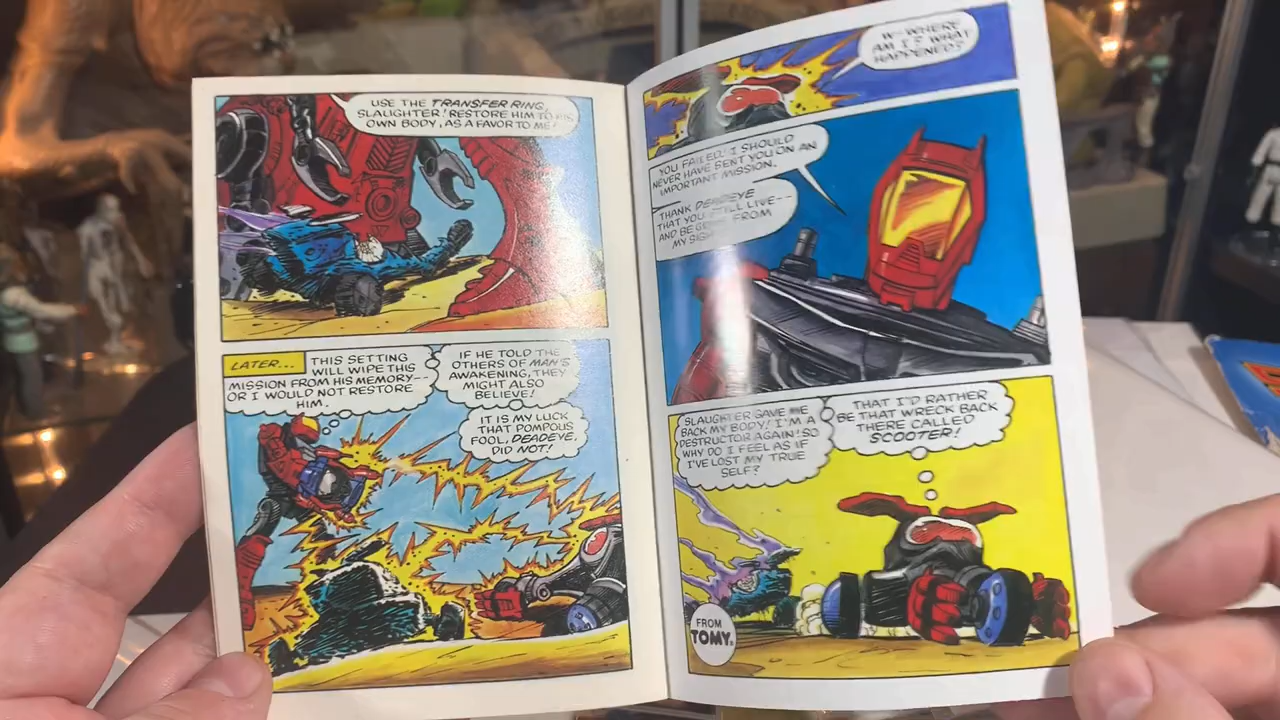 USE THE TRANSFER RING,
SLAUGHTER! RESTORE HIM TO HIS
OWN BODY, AS A FAVOR TO ME!
LATER...
THIS SETTING
WILL WIPE THIS
MISSION FROM HIS MEMORY--
OR I WOULD NOT RESTORE
HIM.
IF HE TOLD THE
OTHERS OF MAN'S
AWAKENING, THEY
MIGHT ALSO
BELIEVE!
IT IS MY LUCK
THAT POMPOUS
FOOL, DEADEYE,
DID NOT!
W--WHERE
AM I? WHAT
HAPPENED?
YOU FAILED! I SHOULD
NEVER HAVE SENT YOU ON AN
IMPORTANT MISSION.
THANK DEADEYE
THAT YOU STILL LIVE--
AND BE FROM
MY
SLAUGHTER GAVE ME
BACK MY BODY! I'M A
DESTRUCTOR AGAIN! SO
WHY DO I FEEL AS IF
I'VE LOST MY TRUE
SELF?
THAT I'D RATHER
BE THAT WRECK BACK
THERE CALLED
SCOOTER!
FROM
TOMY.